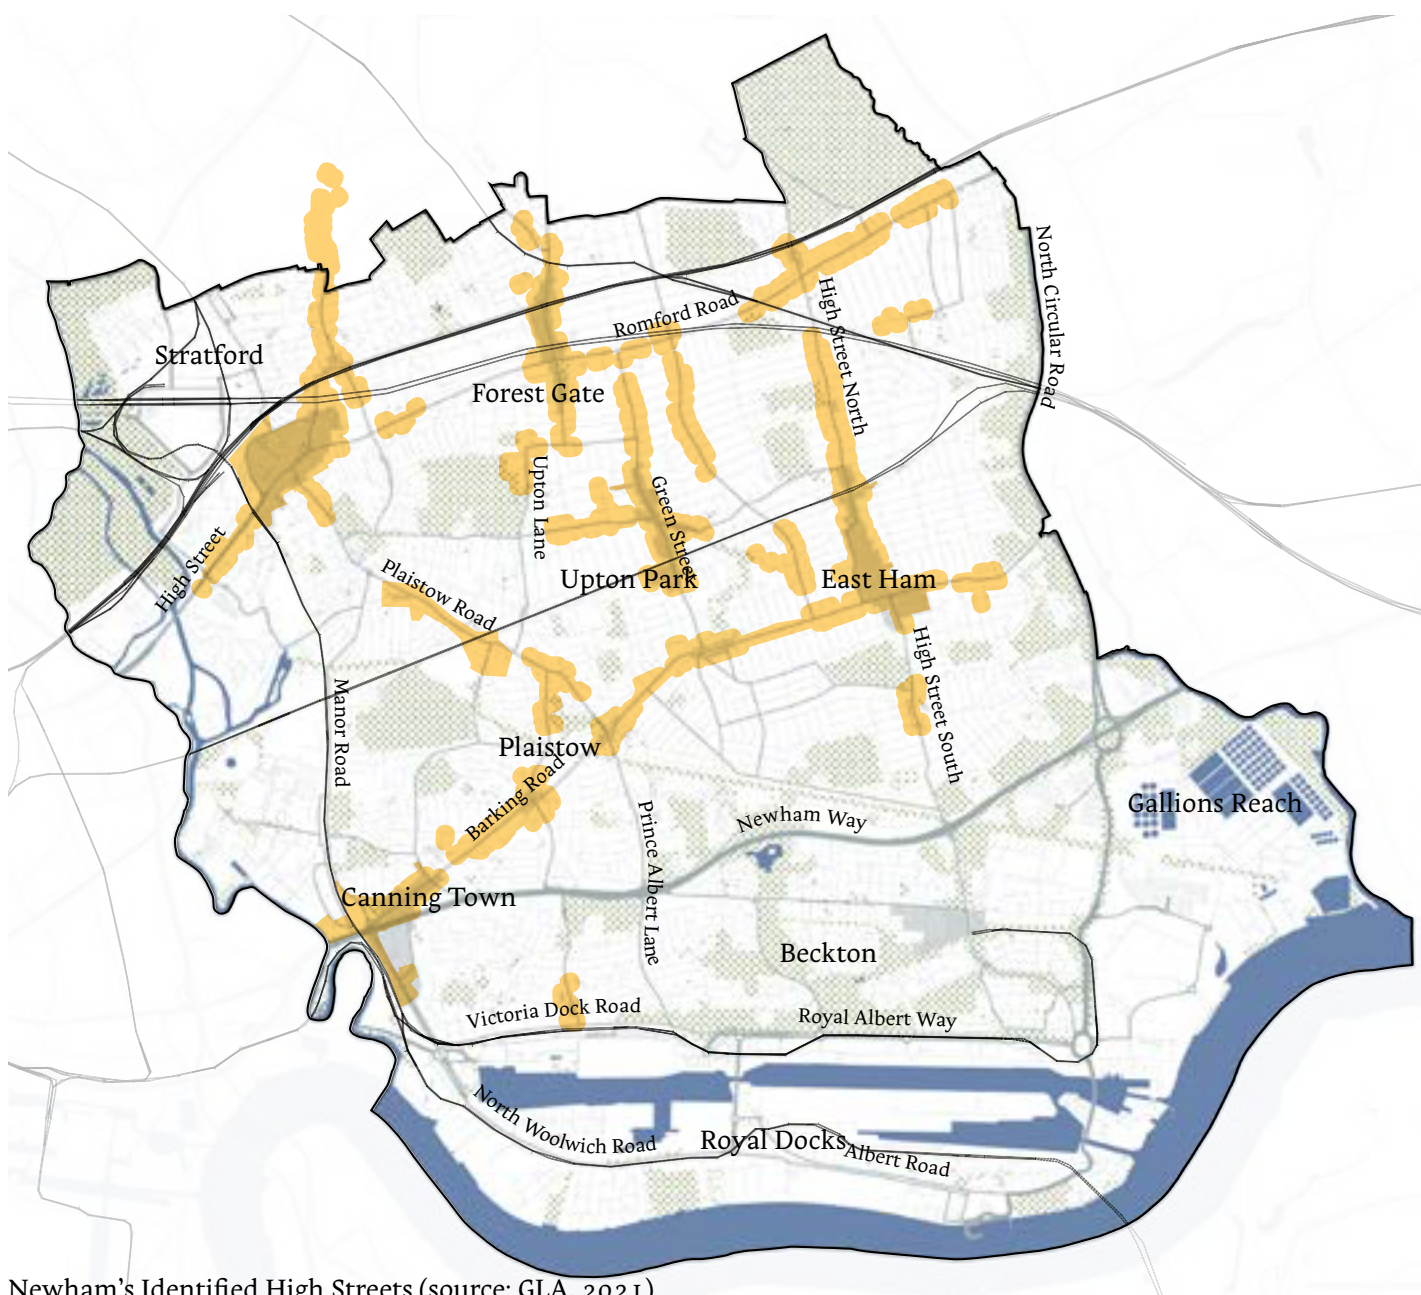 North Circular Road
High Street North
Romford Road
Stratford
Forest Gate
Upton Lane
Green Street
High Street
Plaistow Road
Upton Park
East Ham
High Street South
Manor Road
Plaistow
Barking Road
Prince Albert Lane
Newham Way
Gallions Reach
Canning Town
Beckton
Victoria Dock Road
Royal Albert Way
North Woolwich Road
Royal Docks
Albert Road
Newham's Identified High Streets (source: GLA, 2021)